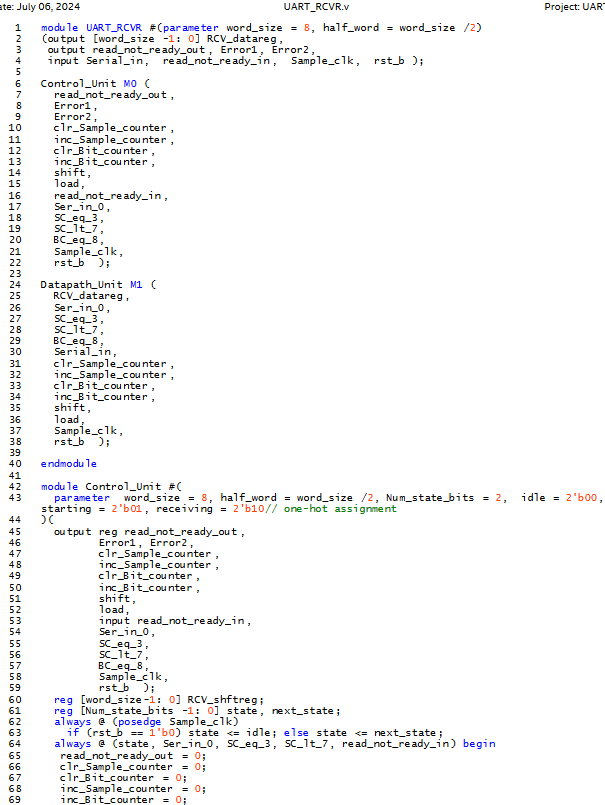 ate: July 06, 2024 UART_RCVR.v Project: UAR
1 module UART_RCVR #(parameter word_size = 8, half_word = word_size /2)
2 (output [word_size -1: 0] RCV_datareg,
3 output read_not_ready_out, Error1, Error2,
4 input Serial_in, read_not_ready_in, Sample_clk, rst_b );
5
6 Control_Unit M0 (
7 read_not_ready_out,
8 Error1,
9 Error2,
10 clr_Sample_counter,
11 inc_Sample_counter,
12 clr_Bit_counter,
13 inc_Bit_counter,
14 shift,
15 load,
16 read_not_ready_in,
17 Ser_in_0,
18 SC_eq_3,
19 SC_lt_7,
20 BC_eq_8,
21 Sample_clk,
22 rst_b );
23
24 Datapath_Unit M1 (
25 RCV_datareg,
26 Ser_in_0,
27 SC_eq_3,
28 SC_lt_7,
29 BC_eq_8,
30 Serial_in,
31 clr_Sample_counter,
32 inc_Sample_counter,
33 clr_Bit_counter,
34 inc_Bit_counter,
35 shift,
36 load,
37 Sample_clk,
38 rst_b );
39
40 endmodule
41
42 module Control_Unit #(
43 parameter word_size = 8, half_word = word_size /2, Num_state_bits = 2, idle = 2'b00,
starting = 2'b01, receiving = 2'b10// one-hot assignment
44 )(
45 output reg read_not_ready_out,
46 Error1, Error2,
47 clr_Sample_counter,
48 inc_Sample_counter,
49 clr_Bit_counter,
50 inc_Bit_counter,
51 shift,
52 load,
53 input read_not_ready_in,
54 Ser_in_0,
55 SC_eq_3,
56 SC_lt_7,
57 BC_eq_8,
58 Sample_clk,
59 rst_b );
60 reg [word_size-1: 0] RCV_shftreg;
61 reg [Num_state_bits -1: 0] state, next_state;
62 always @ (posedge Sample_clk)
63 if (rst_b == 1'b0) state <= idle; else state <= next_state;
64 always @ (state, Ser_in_0, SC_eq_3, SC_lt_7, read_not_ready_in) begin
65 read_not_ready_out = 0;
66 clr_Sample_counter = 0;
67 clr_Bit_counter = 0;
68 inc_Sample_counter = 0;
69 inc_Bit_counter = 0;